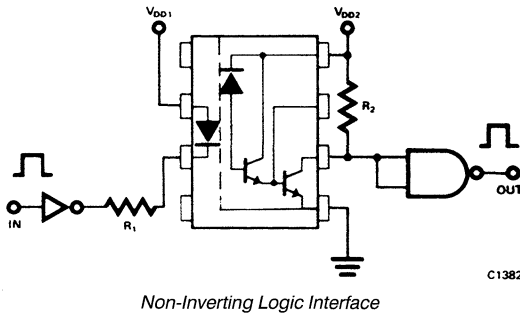 VDD1
VDD2
R2
IN
R1
OUT
C1382
Non-Inverting Logic Interface